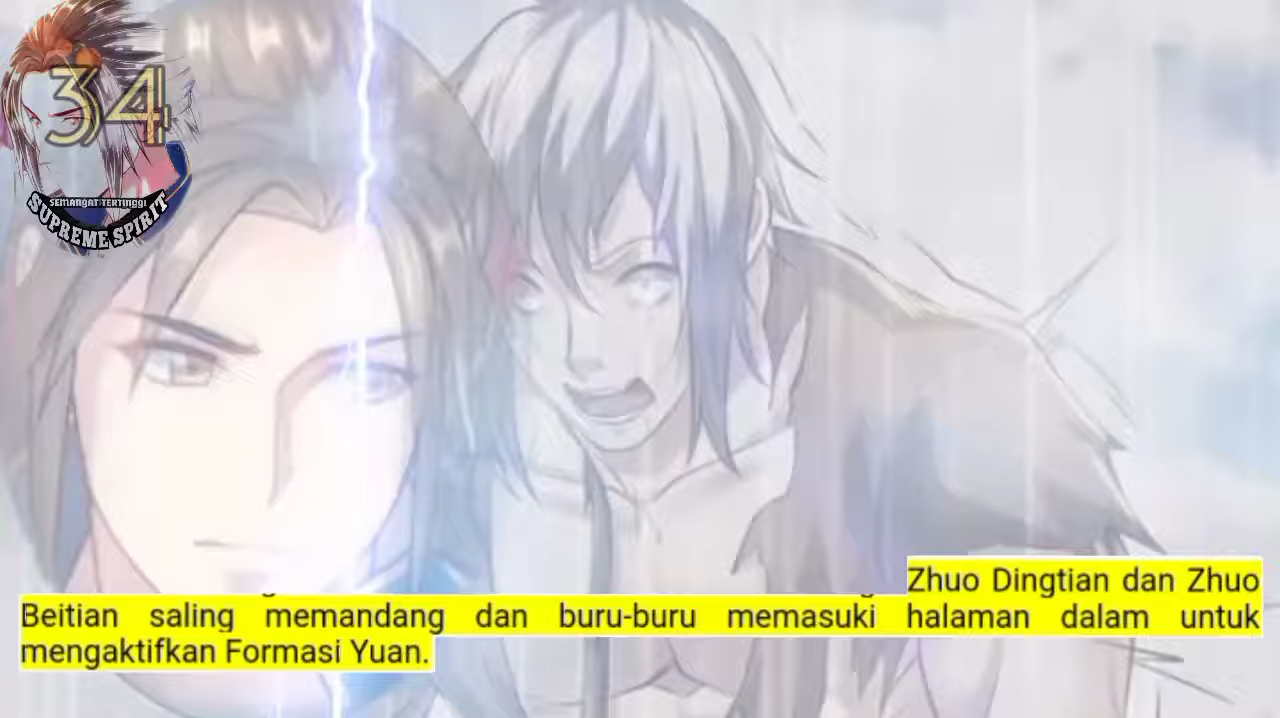 34
SEMANGAT TERTINGGI
SUPREME SPIRIT
Zhuo Dingtian dan Zhuo
Beitian saling memandang dan buru-buru memasuki halaman dalam untuk
mengaktifkan Formasi Yuan.